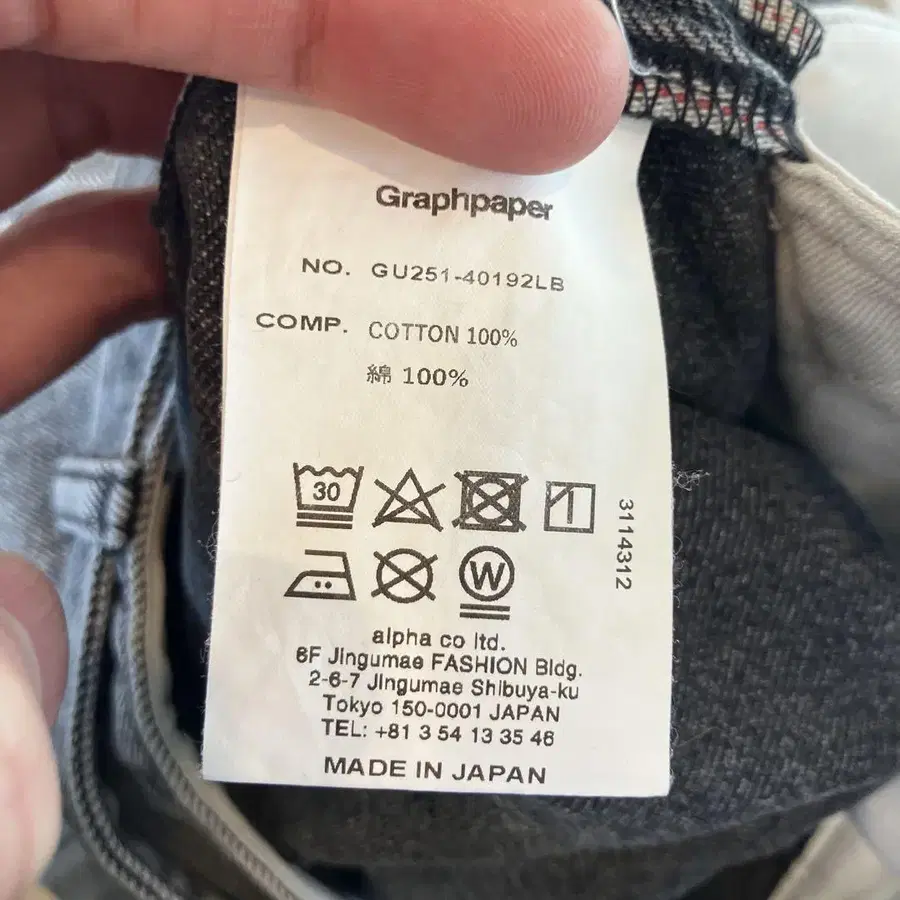 Graphpaper
NO. GU251-40192LB
COMP. COTTON 100%
綿 100%
30
W
3114312
alpha co ltd.
6F Jingumae FASHION Bldg.
2-6-7 Jingumae Shibuya-ku
Tokyo 150-0001 JAPAN
TEL: +81 3 54 13 35 46
MADE IN JAPAN